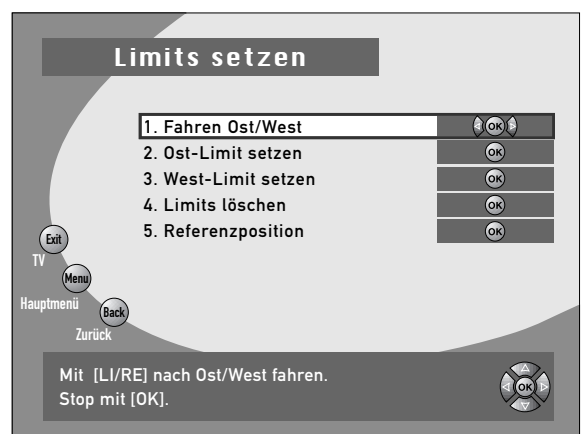 Limits setzen
1. Fahren Ost/West OK
2. Ost-Limit setzen OK
3. West-Limit setzen OK
4. Limits löschen OK
5. Referenzposition OK
Exit
TV
Menu
Hauptmenü
Back
Zurück
Mit [LI/RE] nach Ost/West fahren.
Stop mit [OK].
OK